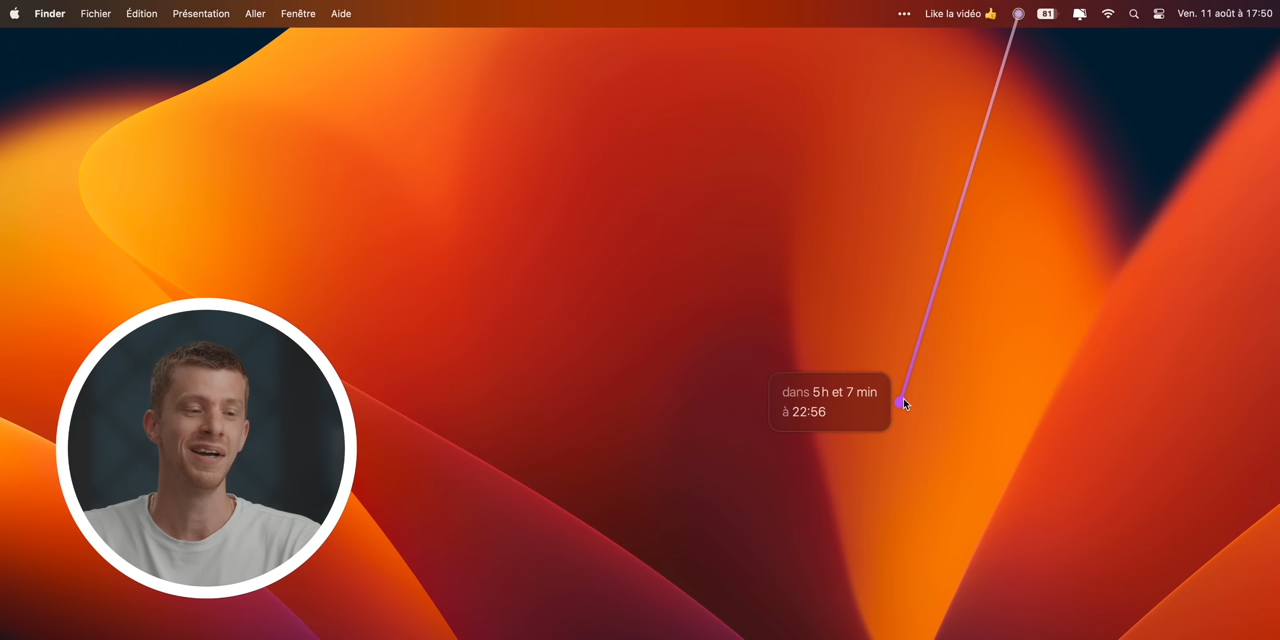 Finder Fichier Édition Présentation Aller Fenêtre Aide ••• Like la vidéo 👍 81 Ven. 11 août à 17:50
dans 5 h et 7 min
à 22:56